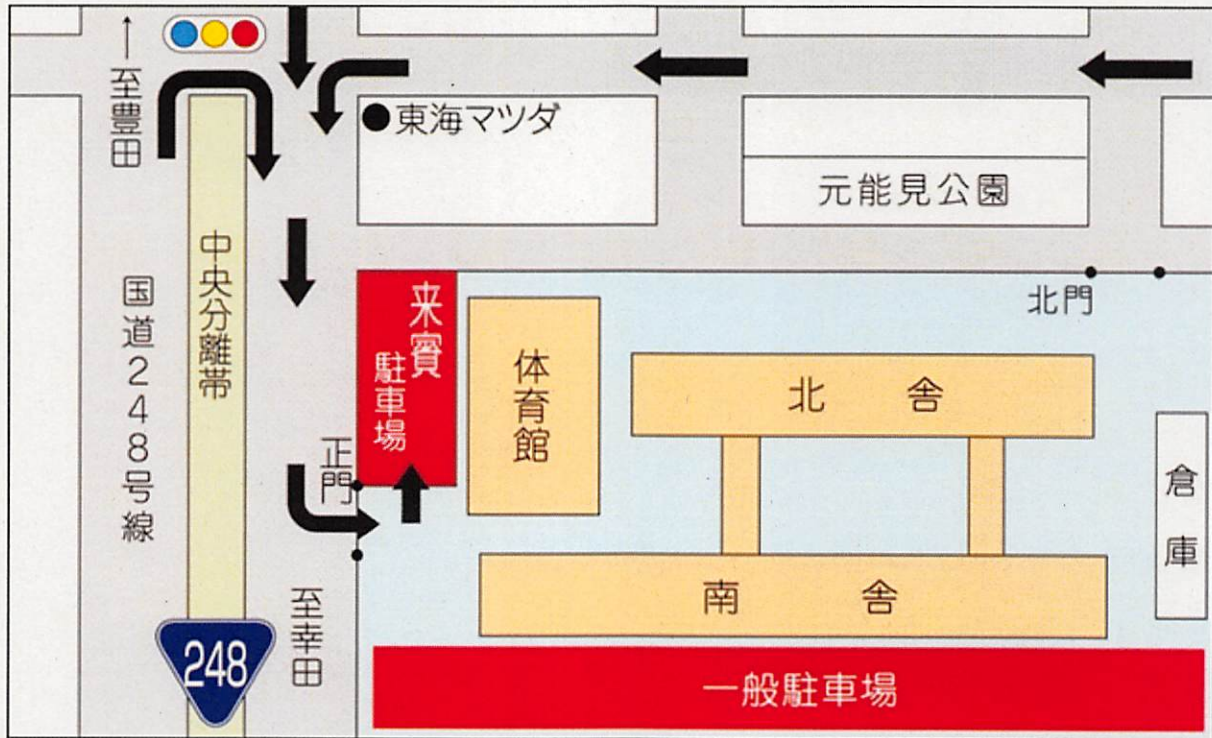 ↑至豊田
●東海マツダ
元能見公園
中央分離帯
国道248号線
来賓
駐車場
体育館
北門
北舎
正門
倉庫
南舎
至幸田
248
一般駐車場